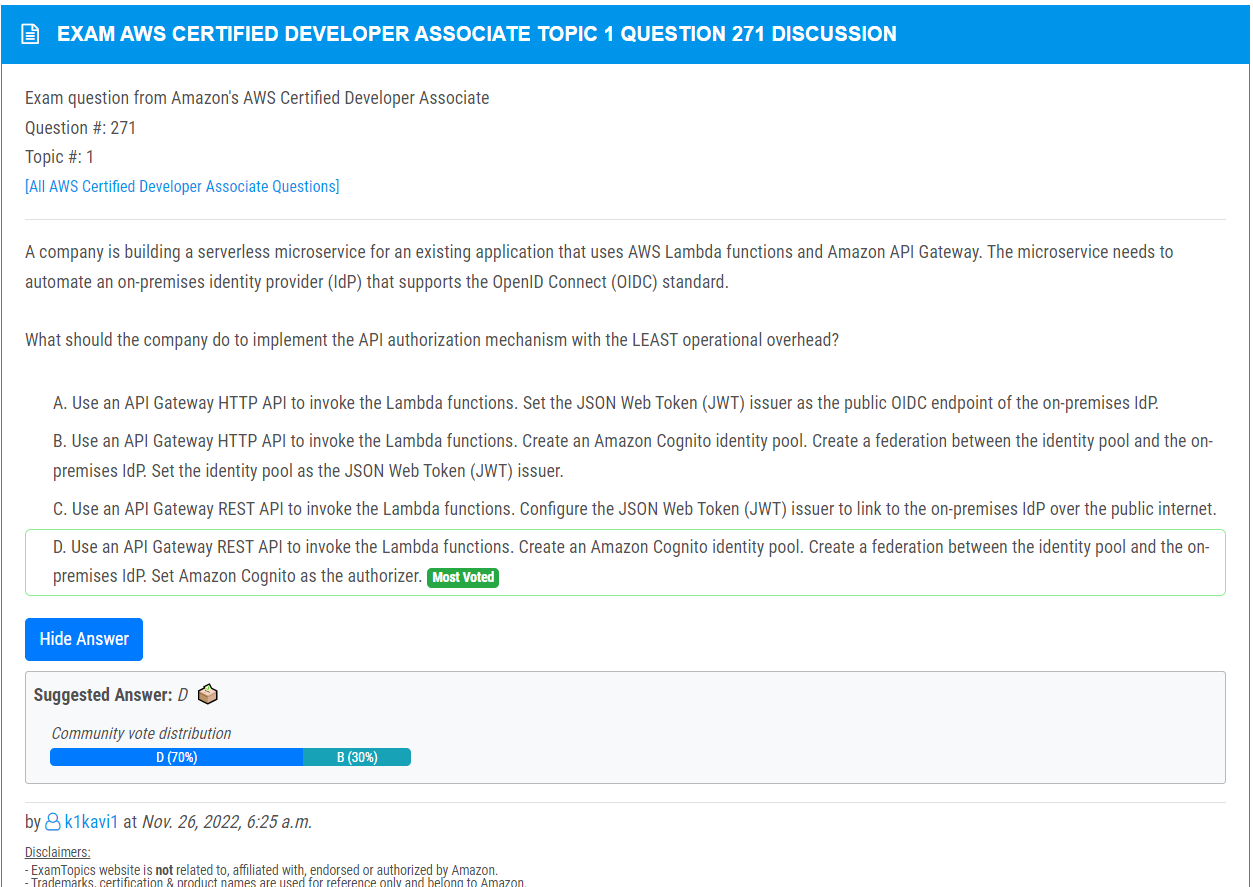 EXAM AWS CERTIFIED DEVELOPER ASSOCIATE TOPIC 1 QUESTION 271 DISCUSSION
Exam question from Amazon's AWS Certified Developer Associate
Question #: 271
Topic #: 1
[All AWS Certified Developer Associate Questions]
A company is building a serverless microservice for an existing application that uses AWS Lambda functions and Amazon API Gateway. The microservice needs to
automate an on-premises identity provider (IdP) that supports the OpenID Connect (OIDC) standard.
What should the company do to implement the API authorization mechanism with the LEAST operational overhead?
A. Use an API Gateway HTTP API to invoke the Lambda functions. Set the JSON Web Token (JWT) issuer as the public OIDC endpoint of the on-premises IdP.
B. Use an API Gateway HTTP API to invoke the Lambda functions. Create an Amazon Cognito identity pool. Create a federation between the identity pool and the on-
premises IdP. Set the identity pool as the JSON Web Token (JWT) issuer.
C. Use an API Gateway REST API to invoke the Lambda functions. Configure the JSON Web Token (JWT) issuer to link to the on-premises IdP over the public internet.
D. Use an API Gateway REST API to invoke the Lambda functions. Create an Amazon Cognito identity pool. Create a federation between the identity pool and the on-
premises IdP. Set Amazon Cognito as the authorizer. Most Voted
Hide Answer
Suggested Answer: D
Community vote distribution
D (70%) B (30%)
by k1kavi1 at Nov. 26, 2022, 6:25 a.m.
Disclaimers:
- ExamTopics website is not related to, affiliated with, endorsed or authorized by Amazon.
- Trademarks, certification & product names are used for reference only and belong to Amazon.